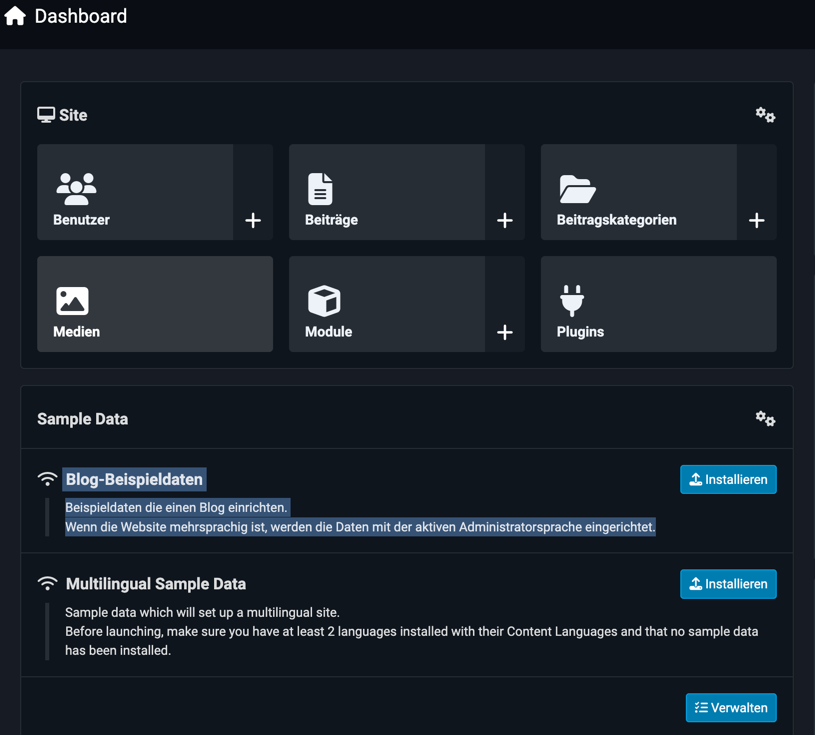 Dashboard
Site
Benutzer
Beiträge
Beitragskategorien
Medien
Module
Plugins
Sample Data
Blog-Beispieldaten
Installieren
Beispieldaten die einen Blog einrichten.
Wenn die Website mehrsprachig ist, werden die Daten mit der aktiven Administratorsprache eingerichtet.
Multilingual Sample Data
Installieren
Sample data which will set up a multilingual site.
Before launching, make sure you have at least 2 languages installed with their Content Languages and that no sample data
has been installed.
Verwalten